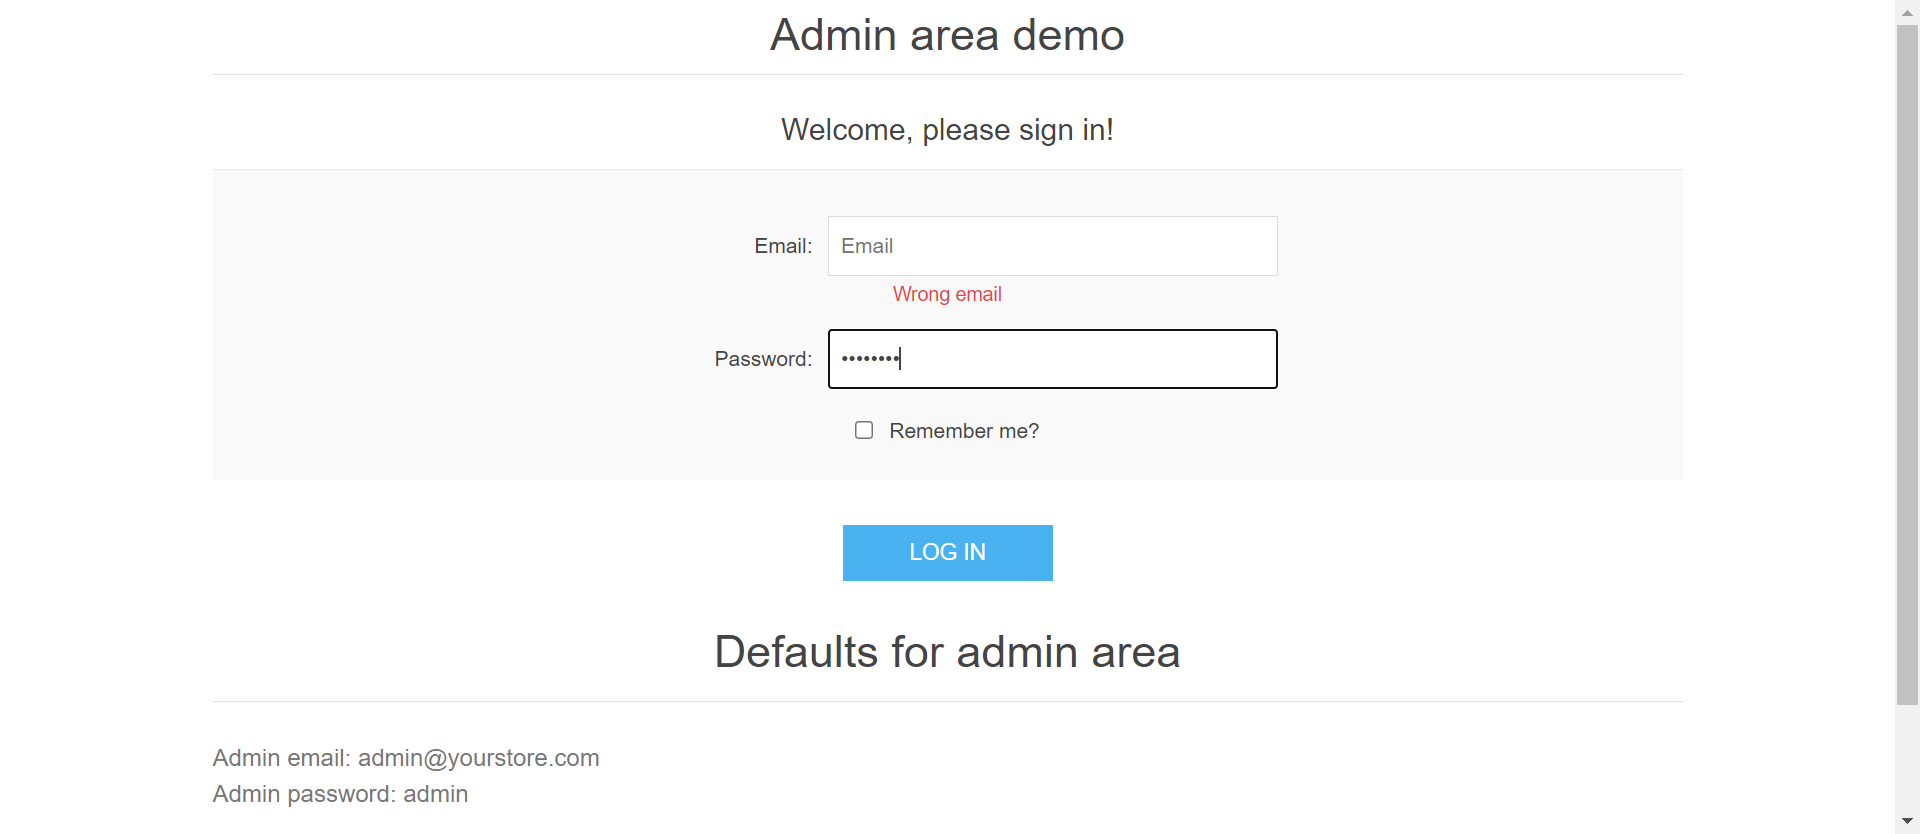 Admin area demo
Welcome, please sign in!
Email: Email
Wrong email
Password: ••••••••
Remember me?
LOG IN
Defaults for admin area
Admin email: admin@yourstore.com
Admin password: admin